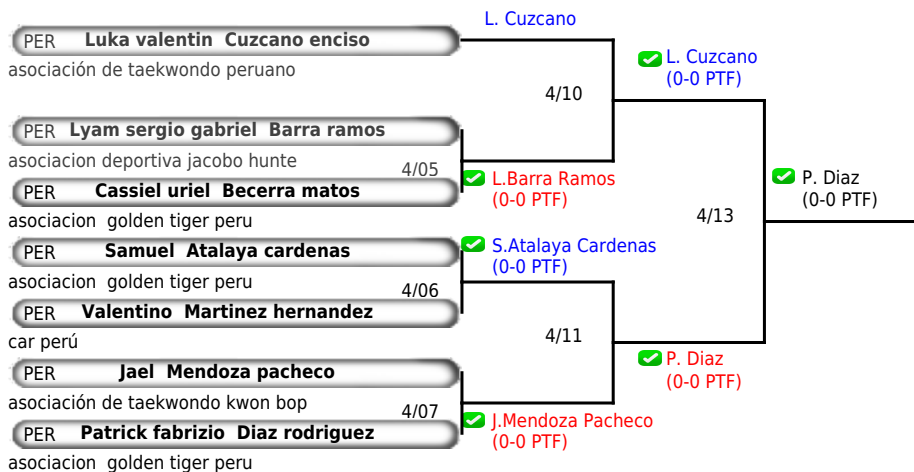 L. Cuzcano
PER Luka valentin Cuzcano enciso
asociación de taekwondo peruano
L. Cuzcano
(0-0 PTF)
4/10
PER Lyam sergio gabriel Barra ramos
asociacion deportiva jacobo hunte
4/05
L.Barra Ramos
(0-0 PTF)
PER Cassiel uriel Becerra matos
asociacion golden tiger peru
P. Diaz
(0-0 PTF)
4/13
PER Samuel Atalaya cardenas
asociacion golden tiger peru
S.Atalaya Cardenas
(0-0 PTF)
4/06
PER Valentino Martinez hernandez
car perú
4/11
P. Diaz
(0-0 PTF)
PER Jael Mendoza pacheco
asociación de taekwondo kwon bop
4/07
J.Mendoza Pacheco
(0-0 PTF)
PER Patrick fabrizio Diaz rodriguez
asociacion golden tiger peru